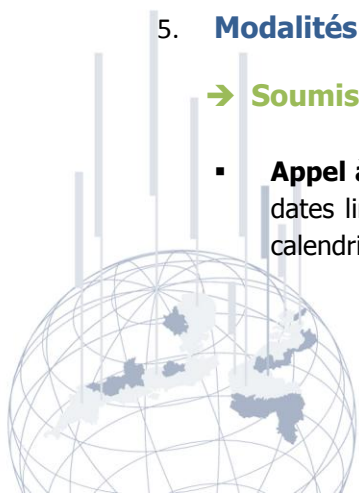 5. Modalités
➔ Soumis
▪ Appel à
dates li
calendri